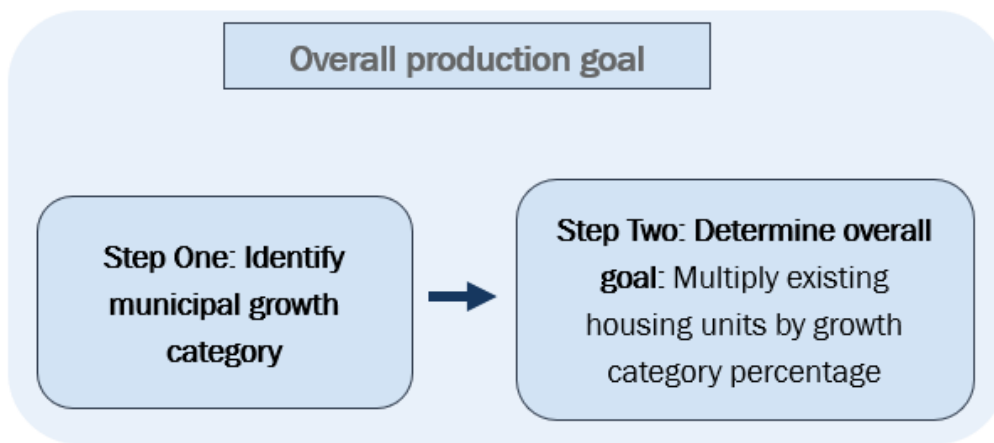 Overall production goal
Step One: Identify
municipal growth
category
Step Two: Determine overall
goal: Multiply existing
housing units by growth
category percentage